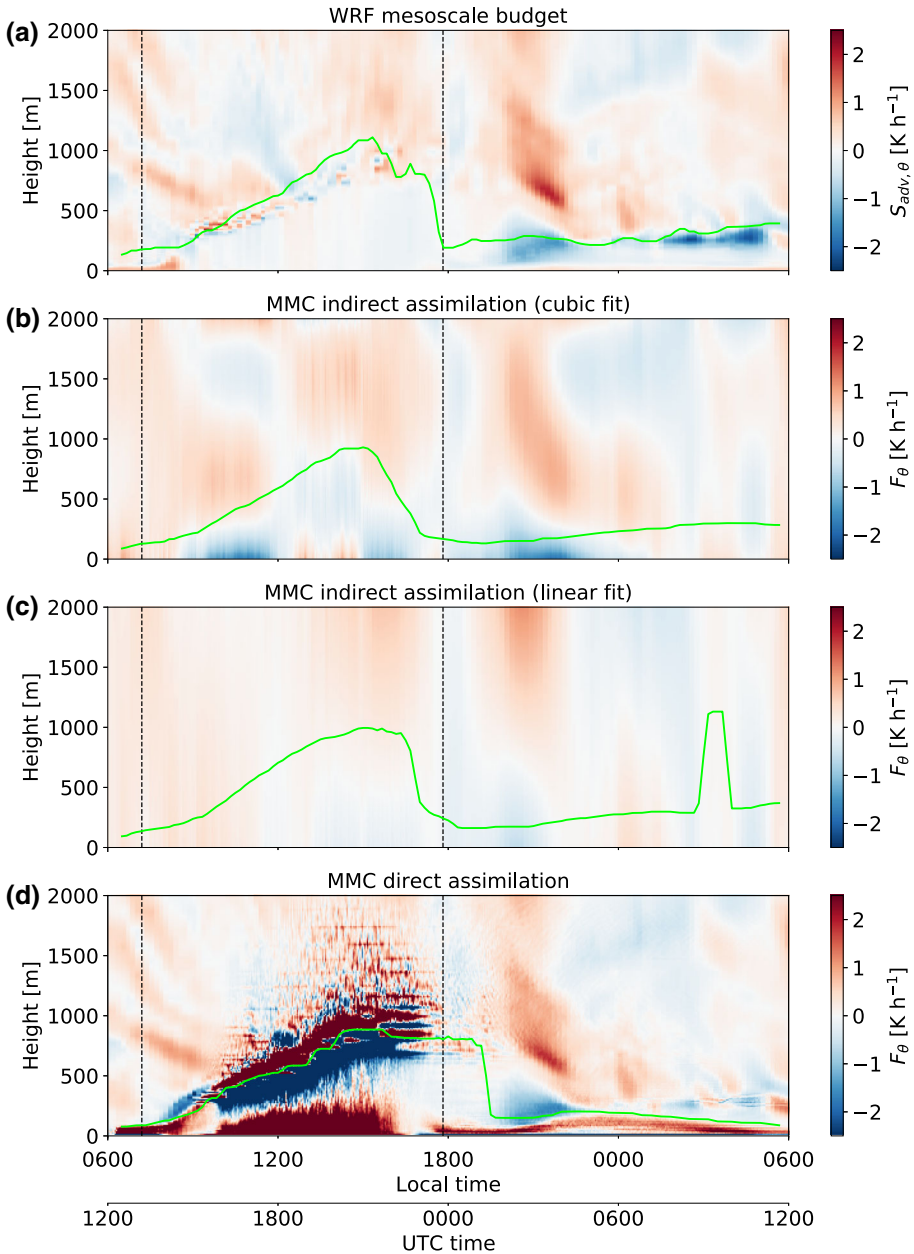 WRF mesoscale budget
(a)
2000
1500
1000
500
0
Height [m]
2
1
0
−1
−2
S_{adv, θ} [K h⁻¹]
MMC indirect assimilation (cubic fit)
(b)
2000
1500
1000
500
0
Height [m]
2
1
0
−1
−2
F_θ [K h⁻¹]
MMC indirect assimilation (linear fit)
(c)
2000
1500
1000
500
0
Height [m]
2
1
0
−1
−2
F_θ [K h⁻¹]
MMC direct assimilation
(d)
2000
1500
1000
500
0
Height [m]
2
1
0
−1
−2
F_θ [K h⁻¹]
0600 1200 1800 0000 0600
Local time
1200 1800 0000 0600 1200
UTC time